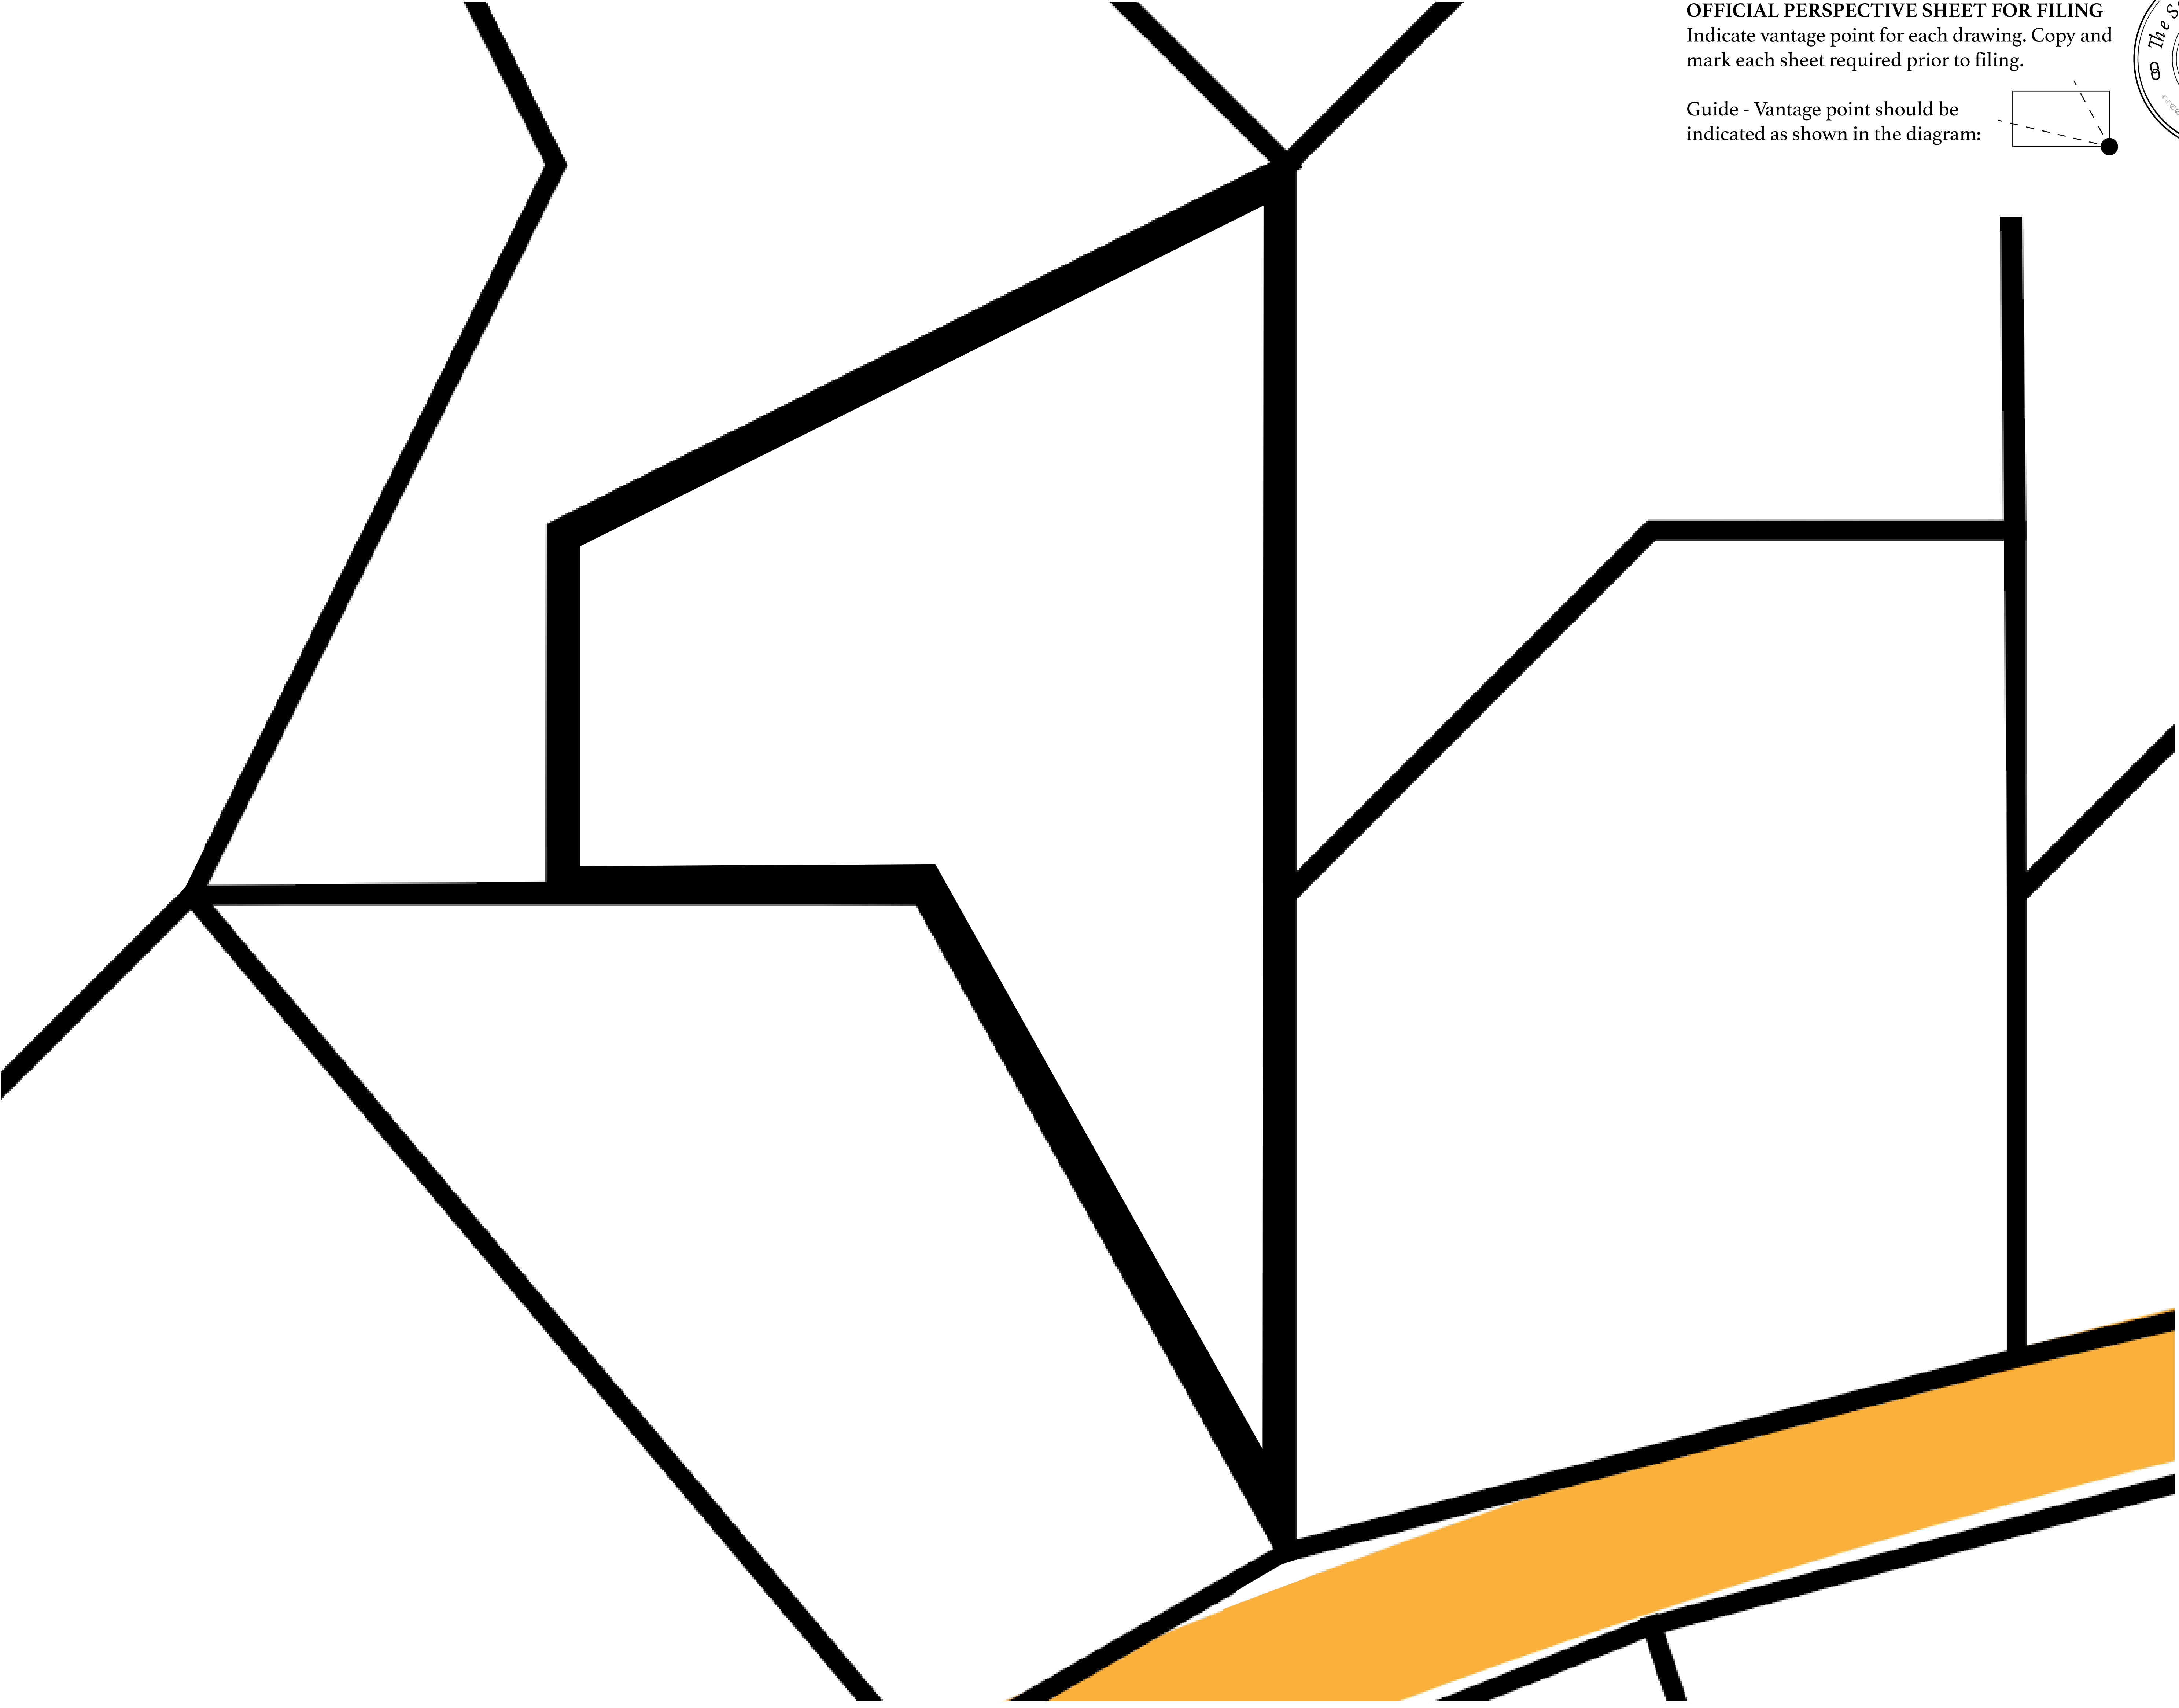 OFFICIAL PERSPECTIVE SHEET FOR FILING
Indicate vantage point for each drawing. Copy and
mark each sheet required prior to filing.
Guide - Vantage point should be
indicated as shown in the diagram:
The